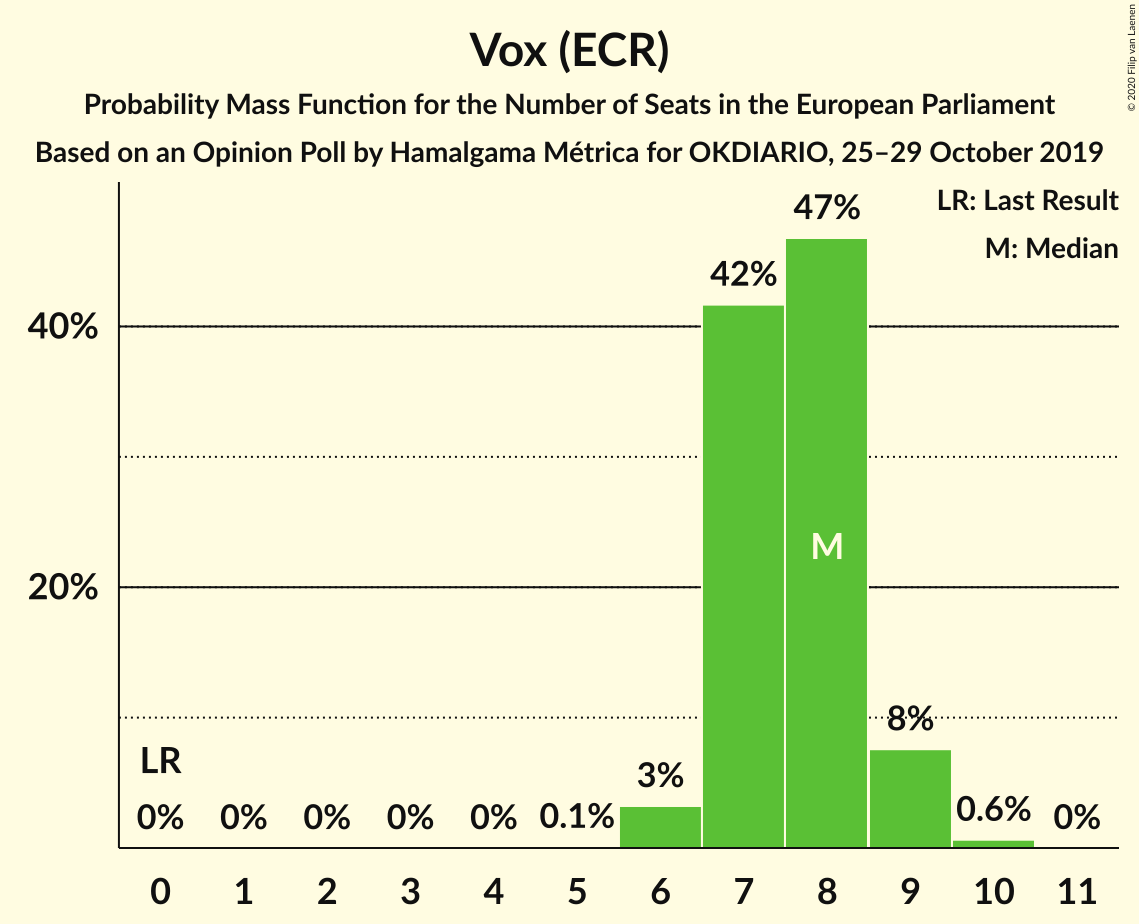 Vox (ECR)
Probability Mass Function for the Number of Seats in the European Parliament
Based on an Opinion Poll by Hamalgama Métrica for OKDIARIO, 25–29 October 2019
© 2020 Filip van Laenen
LR: Last Result
M: Median
47%
42%
40%
M
20%
8%
LR
3%
0% 0% 0% 0% 0% 0.1% 0.6% 0%
0 1 2 3 4 5 6 7 8 9 10 11